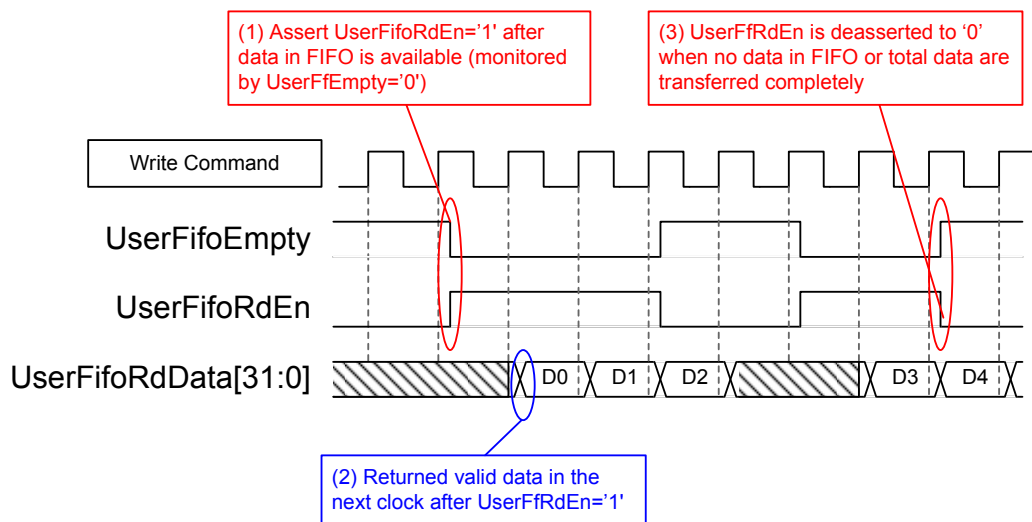 (1) Assert UserFifoRdEn='1' after
data in FIFO is available (monitored
by UserFfEmpty='0')
(3) UserFfRdEn is deasserted to ‘0’
when no data in FIFO or total data are
transferred completely
Write Command
UserFifoEmpty
UserFifoRdEn
UserFifoRdData[31:0]
D0 D1 D2 D3 D4
(2) Returned valid data in the
next clock after UserFfRdEn='1'